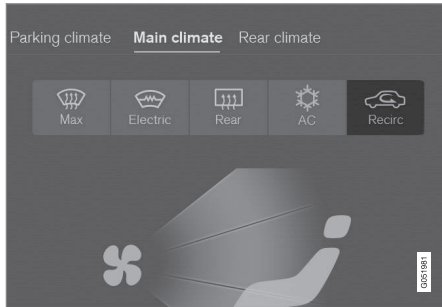 Parking climate Main climate Rear climate
Max Electric Rear AC Recirc
G051981